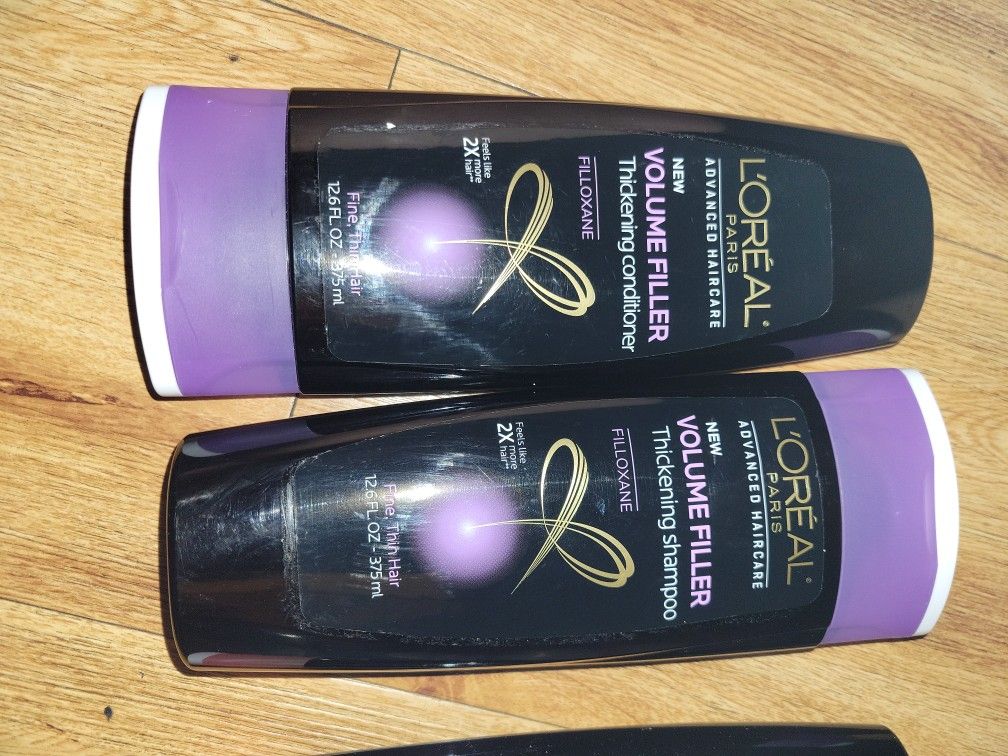 L'ORÉAL®
PARIS
ADVANCED HAIRCARE
NEW
VOLUME FILLER
Thickening conditioner
FILLOXANE
Feels like
2X more
hair**
Fine, Thin Hair
12.6 FL OZ - 375 ml
L'ORÉAL®
PARIS
ADVANCED HAIRCARE
NEW
VOLUME FILLER
Thickening shampoo
FILLOXANE
Feels like
2X more
hair**
Fine, Thin Hair
12.6 FL OZ - 375 ml